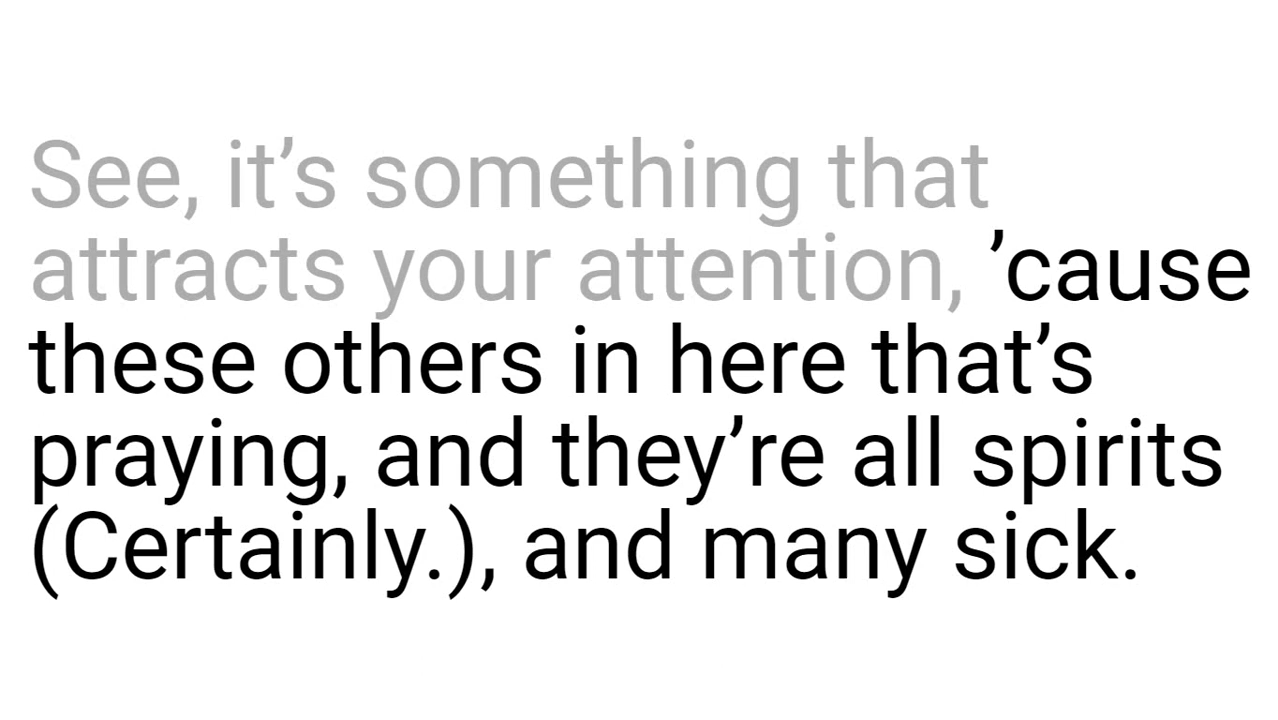 See, it’s something that
attracts your attention, ’cause
these others in here that’s
praying, and they’re all spirits
(Certainly.), and many sick.